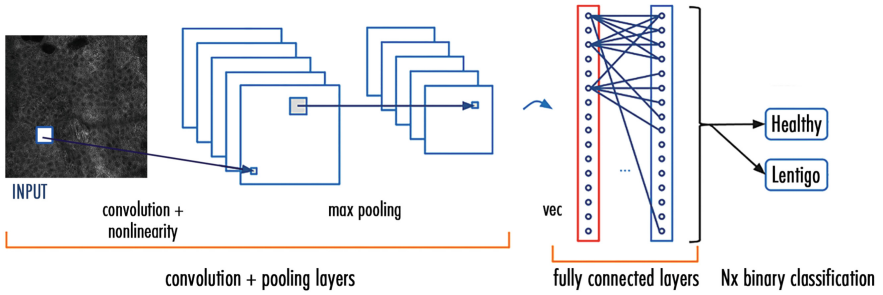 INPUT
convolution +
nonlinearity
max pooling
vec
...
Healthy
Lentigo
convolution + pooling layers
fully connected layers
Nx binary classification